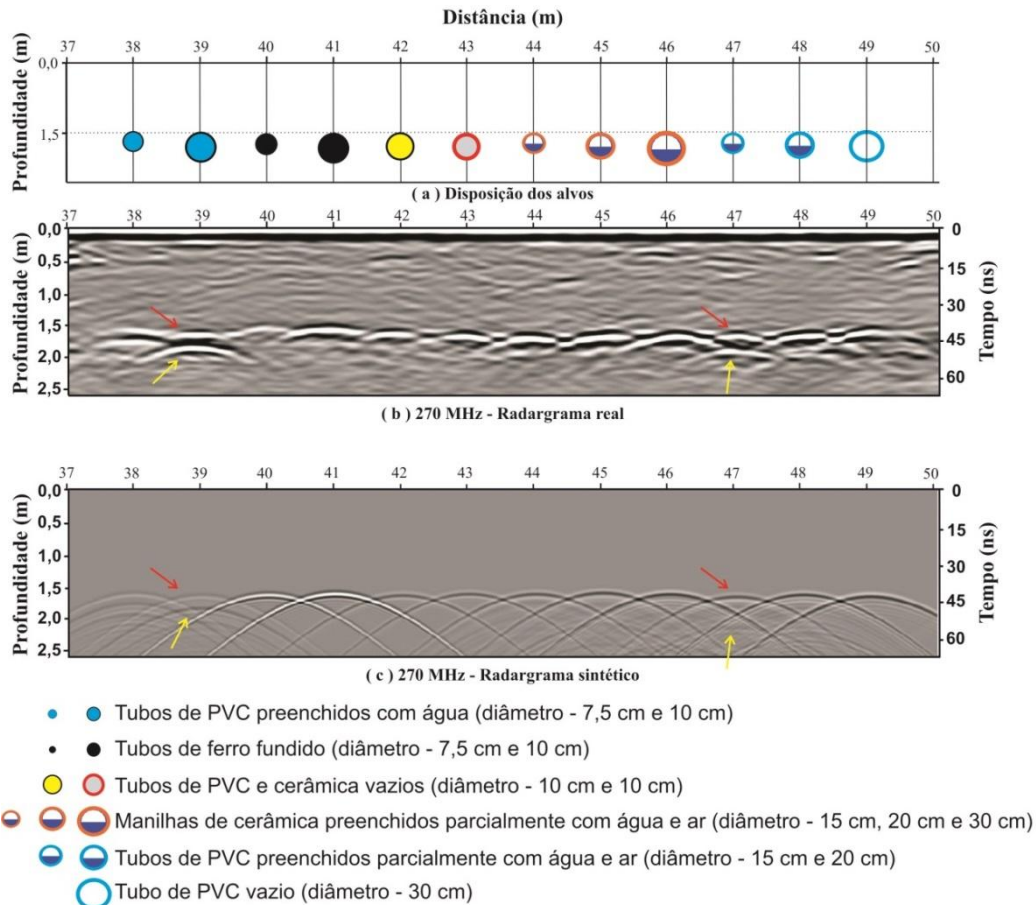 Distância (m)
37 38 39 40 41 42 43 44 45 46 47 48 49 50
Profundidade (m)
0,0
1,5
( a ) Disposição dos alvos
37 38 39 40 41 42 43 44 45 46 47 48 49 50
Profundidade (m)
0,0
0,5
1,0
1,5
2,0
2,5
0
15
30
45
60
Tempo (ns)
( b ) 270 MHz - Radargrama real
37 38 39 40 41 42 43 44 45 46 47 48 49 50
Profundidade (m)
0,0
0,5
1,0
1,5
2,0
2,5
0
15
30
45
60
Tempo (ns)
( c ) 270 MHz - Radargrama sintético
Tubos de PVC preenchidos com água (diâmetro - 7,5 cm e 10 cm)
Tubos de ferro fundido (diâmetro - 7,5 cm e 10 cm)
Tubos de PVC e cerâmica vazios (diâmetro - 10 cm e 10 cm)
Manilhas de cerâmica preenchidos parcialmente com água e ar (diâmetro - 15 cm, 20 cm e 30 cm)
Tubos de PVC preenchidos parcialmente com água e ar (diâmetro - 15 cm e 20 cm)
Tubo de PVC vazio (diâmetro - 30 cm)